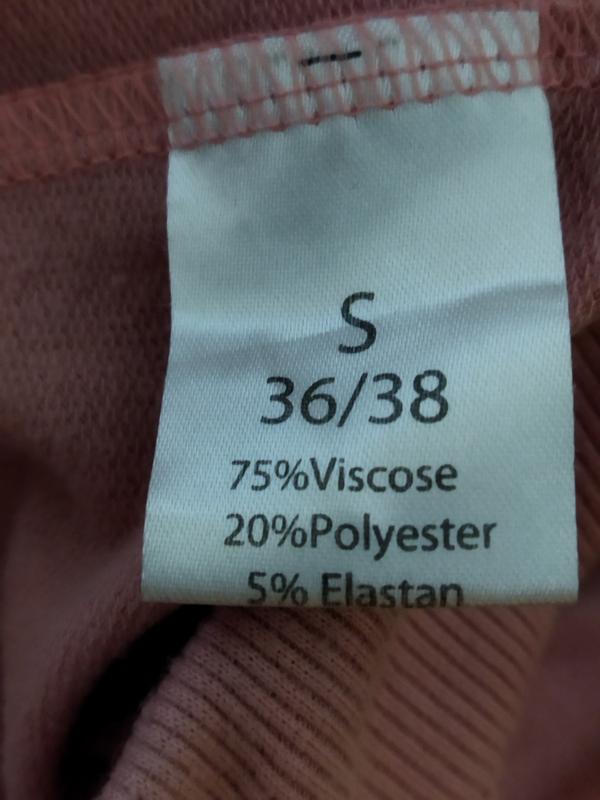 S
36/38
75%Viscose
20%Polyester
5% Elastan